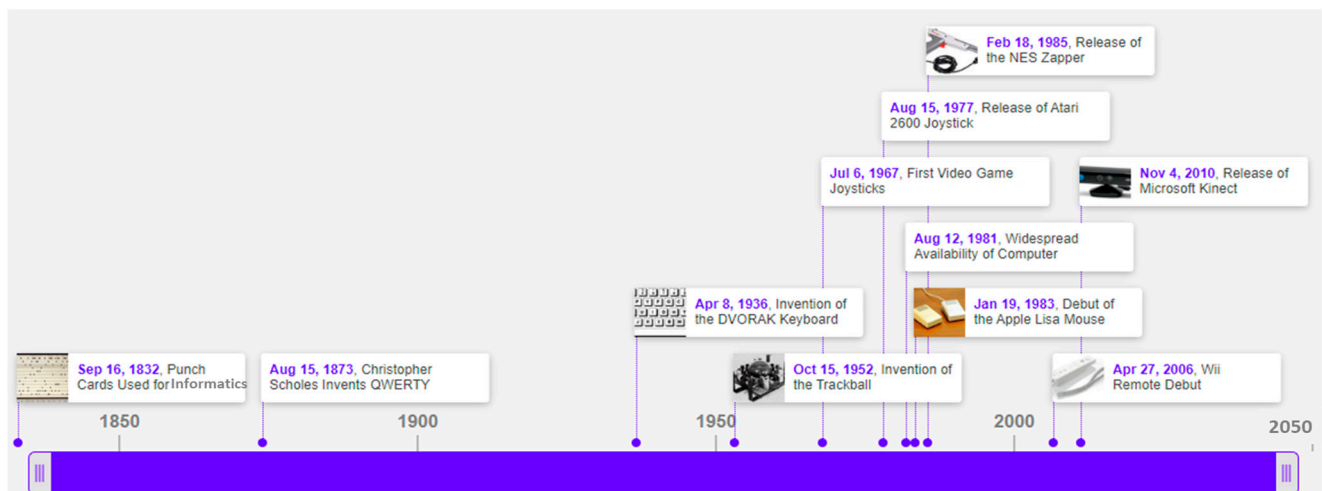 Feb 18, 1985, Release of
the NES Zapper
Aug 15, 1977, Release of Atari
2600 Joystick
Jul 6, 1967, First Video Game
Joysticks
Nov 4, 2010, Release of
Microsoft Kinect
Aug 12, 1981, Widespread
Availability of Computer
Apr 8, 1936, Invention of
the DVORAK Keyboard
Jan 19, 1983, Debut of
the Apple Lisa Mouse
Sep 16, 1832, Punch
Cards Used for Informatics
Aug 15, 1873, Christopher
Scholes Invents QWERTY
Oct 15, 1952, Invention of
the Trackball
Apr 27, 2006, Wii
Remote Debut
1850 1900 1950 2000 2050